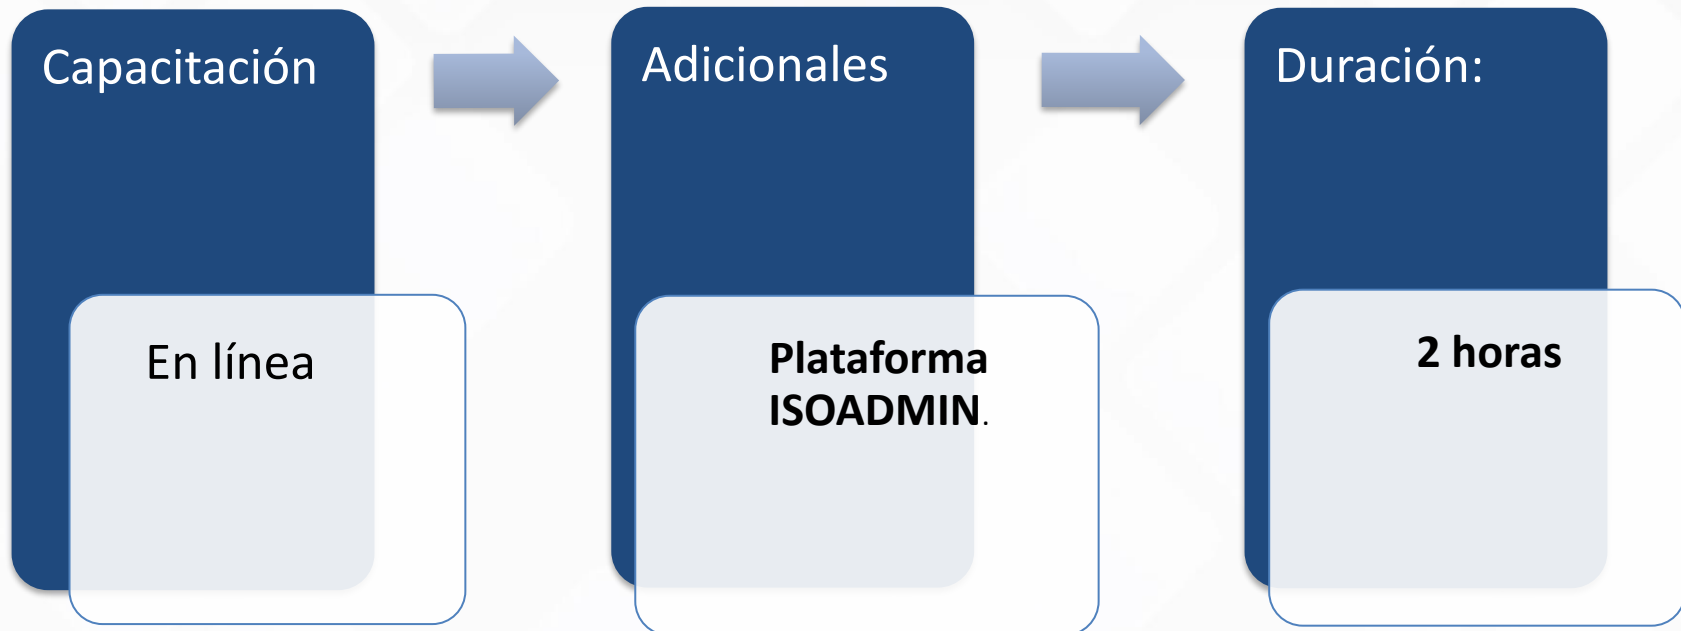 Capacitación
En línea
Adicionales
Plataforma
ISOADMIN.
Duración:
2 horas